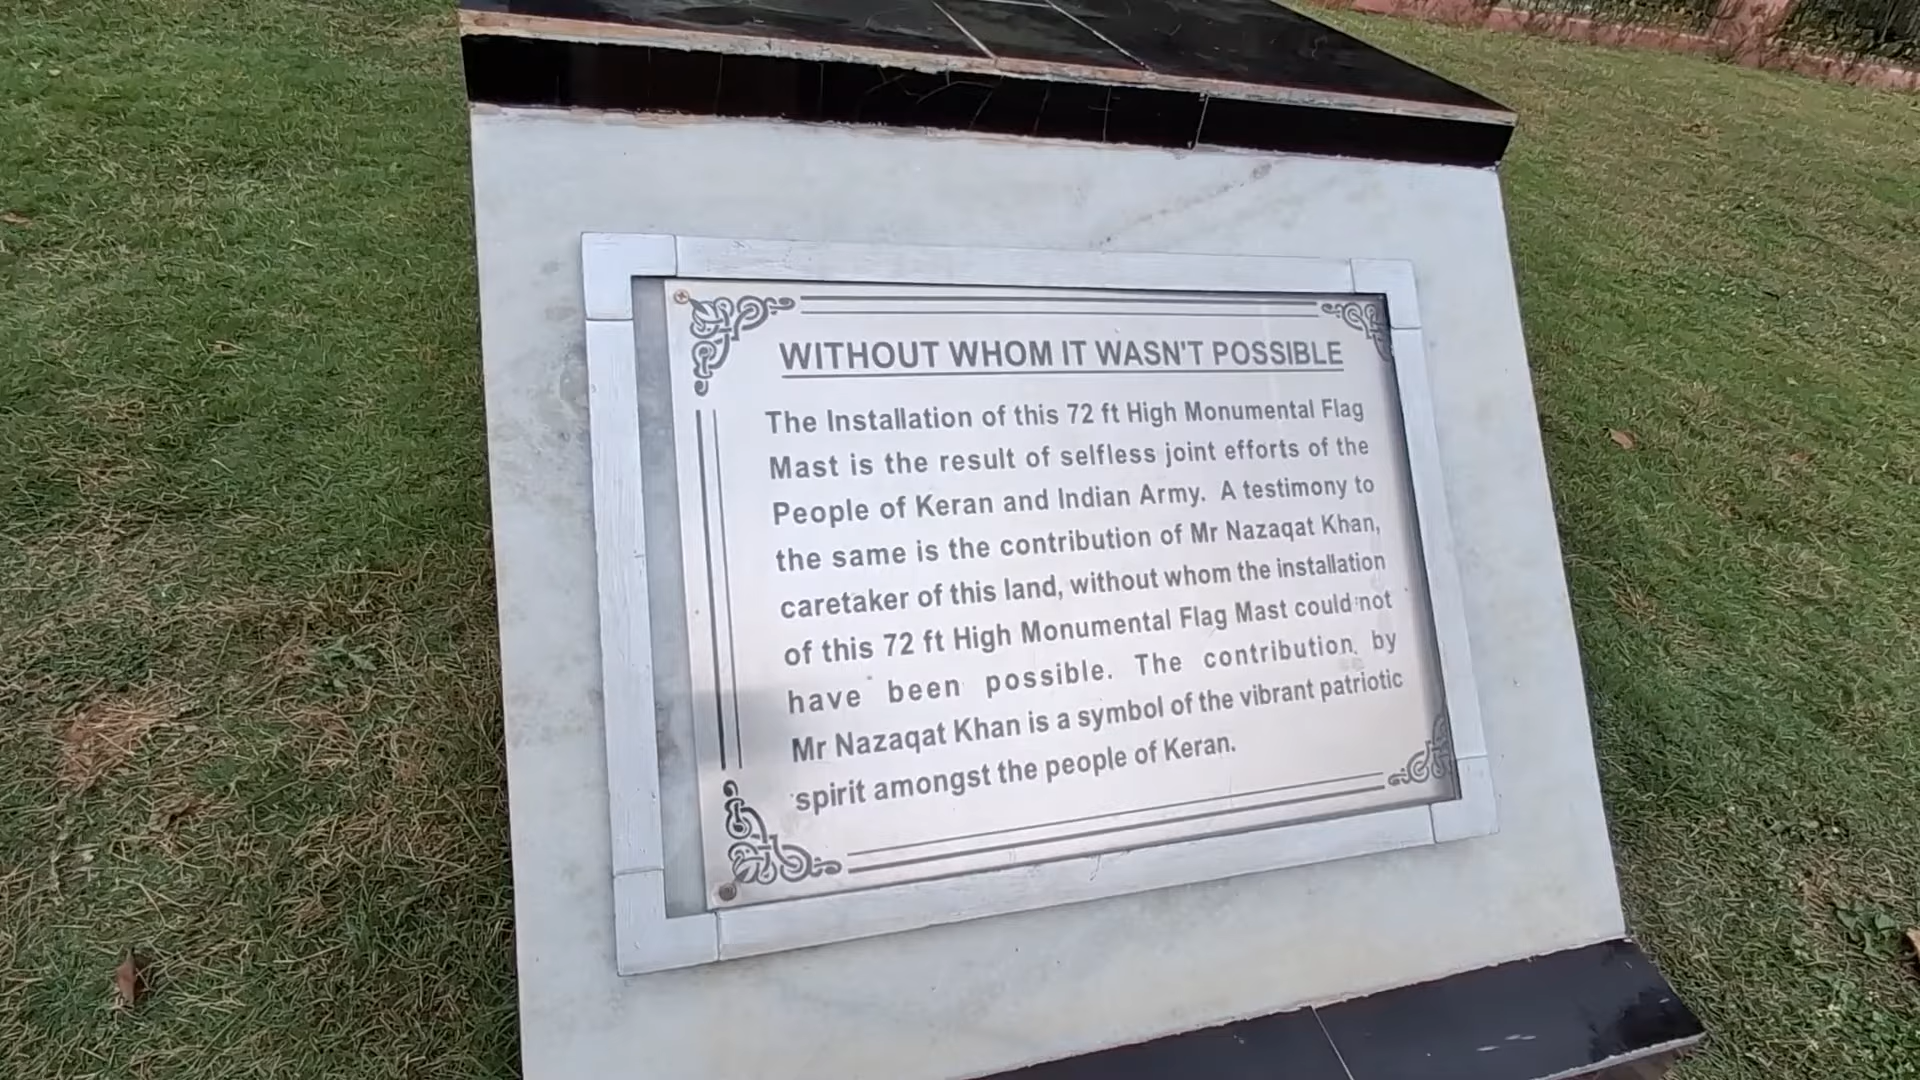 WITHOUT WHOM IT WASN'T POSSIBLE
The Installation of this 72 ft High Monumental Flag
Mast is the result of selfless joint efforts of the
People of Keran and Indian Army. A testimony to
the same is the contribution of Mr Nazaqat Khan,
caretaker of this land, without whom the installation
of this 72 ft High Monumental Flag Mast could not
have been possible. The contribution by
Mr Nazaqat Khan is a symbol of the vibrant patriotic
spirit amongst the people of Keran.